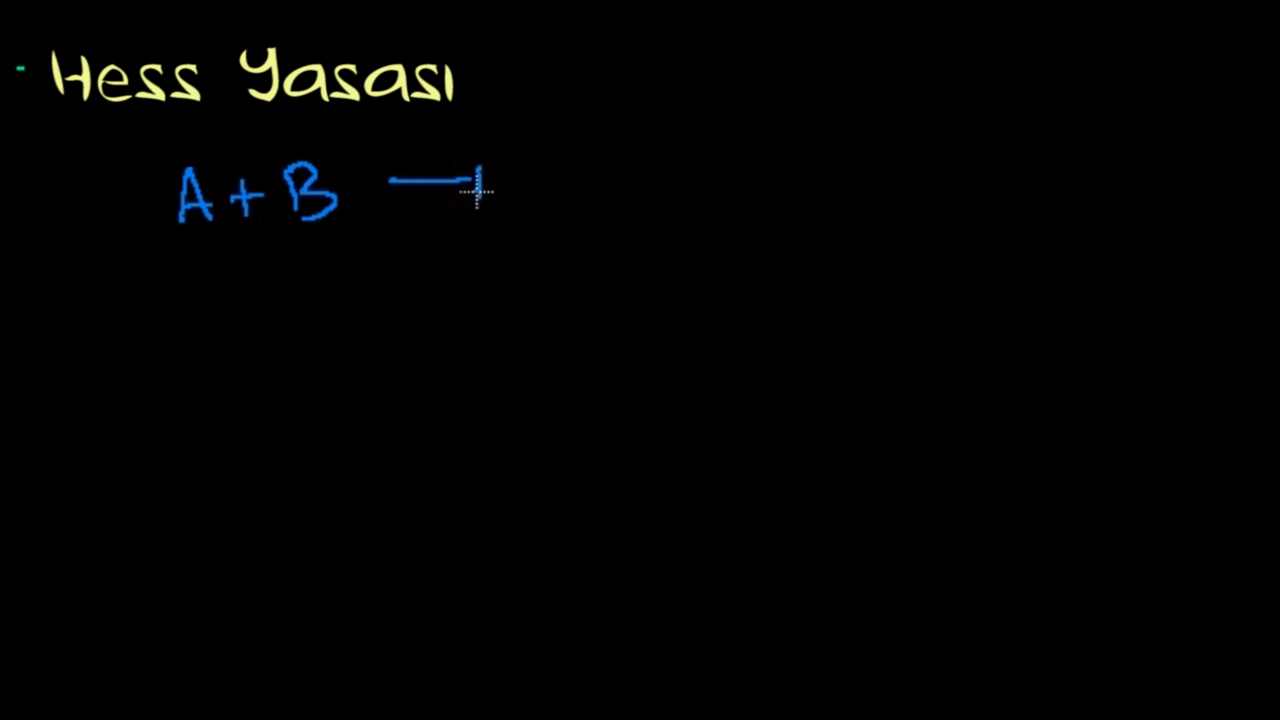 Hess Yasası
A + B →